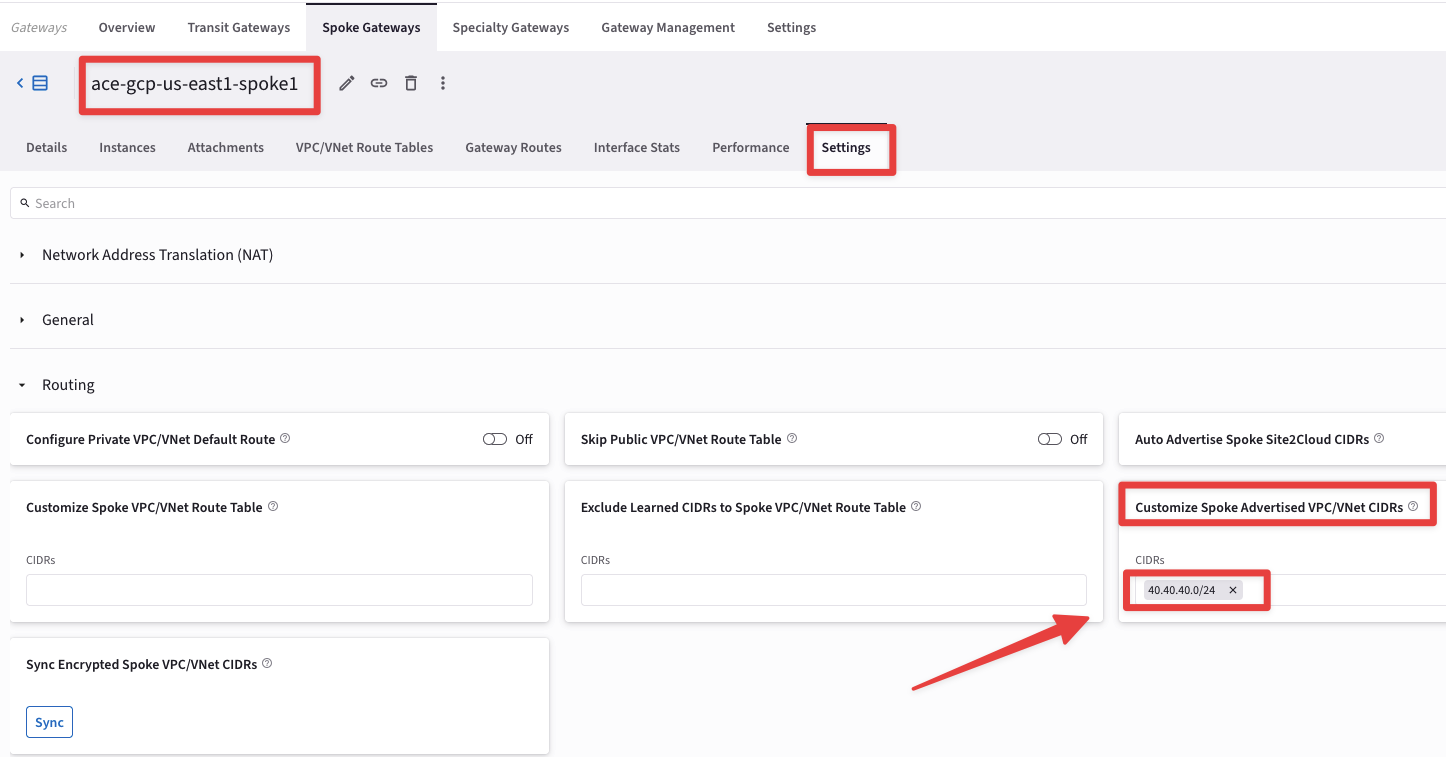 Gateways Overview Transit Gateways Spoke Gateways Specialty Gateways Gateway Management Settings
ace-gcp-us-east1-spoke1
Details Instances Attachments VPC/VNet Route Tables Gateway Routes Interface Stats Performance Settings
Search
Network Address Translation (NAT)
General
Routing
Configure Private VPC/VNet Default Route Off Skip Public VPC/VNet Route Table Off Auto Advertise Spoke Site2Cloud CIDRs
Customize Spoke VPC/VNet Route Table Exclude Learned CIDRs to Spoke VPC/VNet Route Table Customize Spoke Advertised VPC/VNet CIDRs
CIDRs CIDRs CIDRs
40.40.40.0/24
Sync Encrypted Spoke VPC/VNet CIDRs
Sync